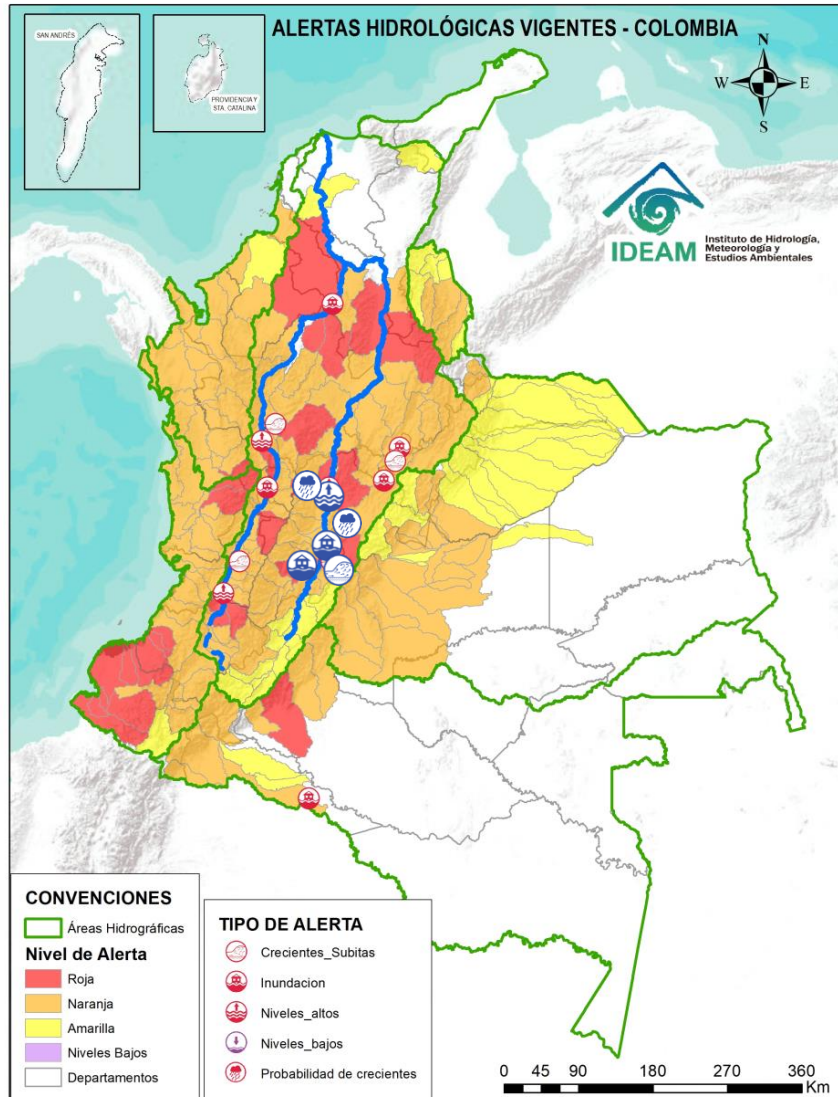 ALERTAS HIDROLÓGICAS VIGENTES - COLOMBIA
SAN ANDRÉS
PROVIDENCIA Y
STA. CATALINA
N
W
E
S
IDEAM
Instituto de Hidrología,
Meteorología y
Estudios Ambientales
CONVENCIONES
Áreas Hidrográficas
Nivel de Alerta
Roja
Naranja
Amarilla
Niveles Bajos
Departamentos
TIPO DE ALERTA
Crecientes_Subitas
Inundacion
Niveles_altos
Niveles_bajos
Probabilidad de crecientes
0 45 90 180 270 360
Km